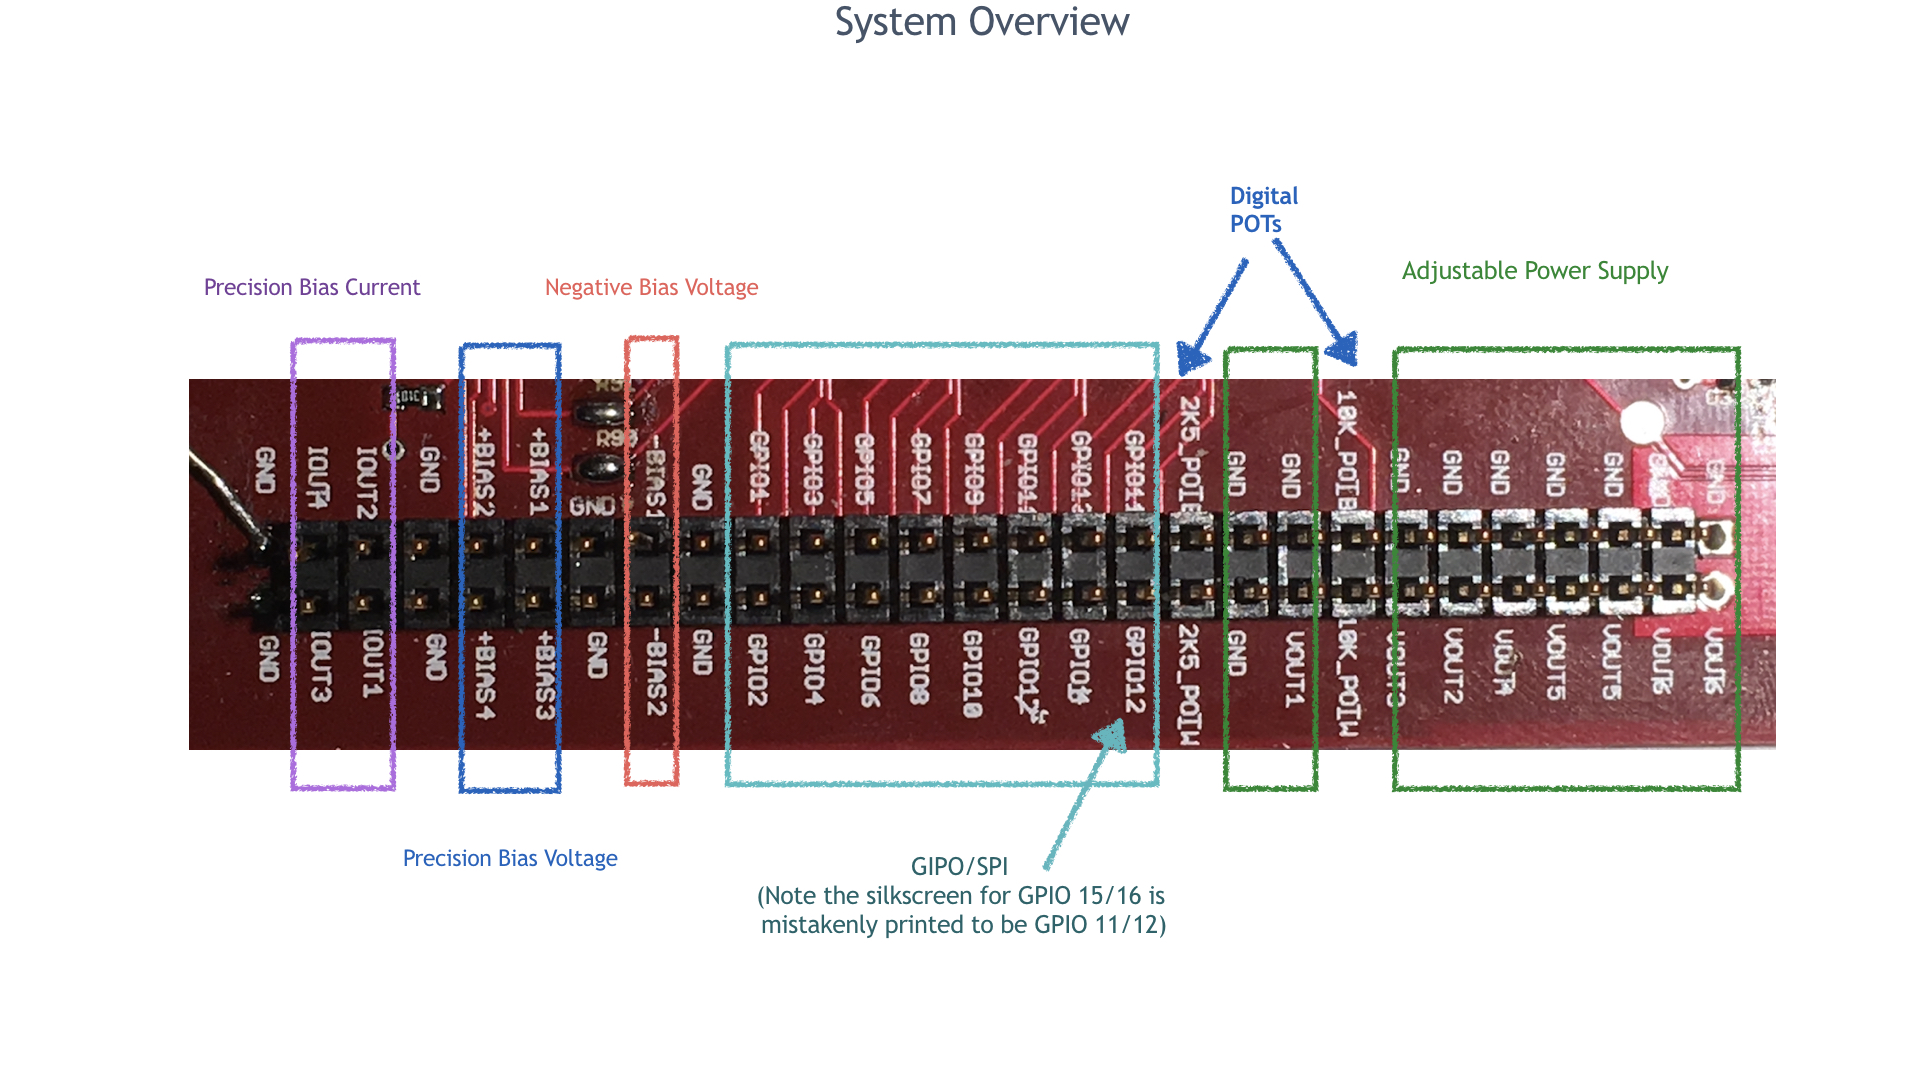 System Overview
Digital
POTs
Adjustable Power Supply
Precision Bias Current
Negative Bias Voltage
GND
IOUT4
IOUT2
GND
+BIAS2
+BIAS1
R90
GND
-BIAS1
GND
GPIO1
GPIO3
GPIO5
GPIO7
GPIO9
GPIO11
GPIO13
GPIO11
2K5_POTB
GND
GND
10K_POTB
GND
GND
GND
GND
GND
GND
GND
GND
IOUT3
IOUT1
GND
+BIAS4
+BIAS3
GND
-BIAS2
GND
GPIO2
GPIO4
GPIO6
GPIO8
GPIO10
GPIO12
GPIO12
2K5_POTW
GND
VOUT1
10K_POTW
VOUT2
VOUT4
VOUT5
VOUT5
VOUT6
VOUT6
Precision Bias Voltage
GIPO/SPI
(Note the silkscreen for GPIO 15/16 is
mistakenly printed to be GPIO 11/12)